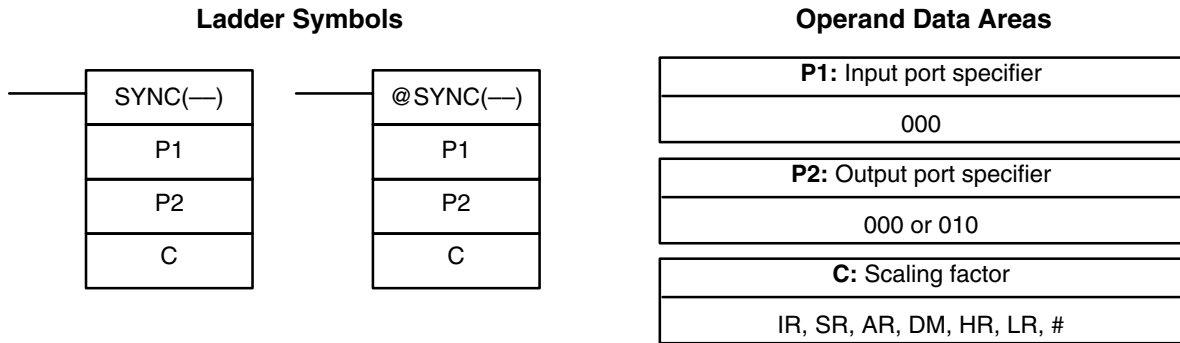 Ladder Symbols
SYNC(––)
P1
P2
C
@SYNC(––)
P1
P2
C
Operand Data Areas
P1: Input port specifier
000
P2: Output port specifier
000 or 010
C: Scaling factor
IR, SR, AR, DM, HR, LR, #